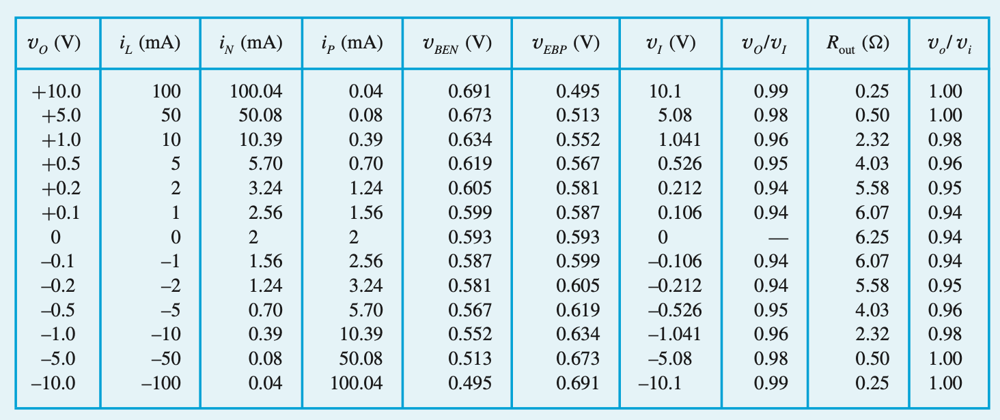 v_O (V) i_L (mA) i_N (mA) i_P (mA) v_BEN (V) v_EBP (V) v_I (V) v_O/v_I R_out (Ω) v_o/v_i
+10.0 100 100.04 0.04 0.691 0.495 10.1 0.99 0.25 1.00
+5.0 50 50.08 0.08 0.673 0.513 5.08 0.98 0.50 1.00
+1.0 10 10.39 0.39 0.634 0.552 1.041 0.96 2.32 0.98
+0.5 5 5.70 0.70 0.619 0.567 0.526 0.95 4.03 0.96
+0.2 2 3.24 1.24 0.605 0.581 0.212 0.94 5.58 0.95
+0.1 1 2.56 1.56 0.599 0.587 0.106 0.94 6.07 0.94
0 0 2 2 0.593 0.593 0 — 6.25 0.94
–0.1 –1 1.56 2.56 0.587 0.599 –0.106 0.94 6.07 0.94
–0.2 –2 1.24 3.24 0.581 0.605 –0.212 0.94 5.58 0.95
–0.5 –5 0.70 5.70 0.567 0.619 –0.526 0.95 4.03 0.96
–1.0 –10 0.39 10.39 0.552 0.634 –1.041 0.96 2.32 0.98
–5.0 –50 0.08 50.08 0.513 0.673 –5.08 0.98 0.50 1.00
–10.0 –100 0.04 100.04 0.495 0.691 –10.1 0.99 0.25 1.00